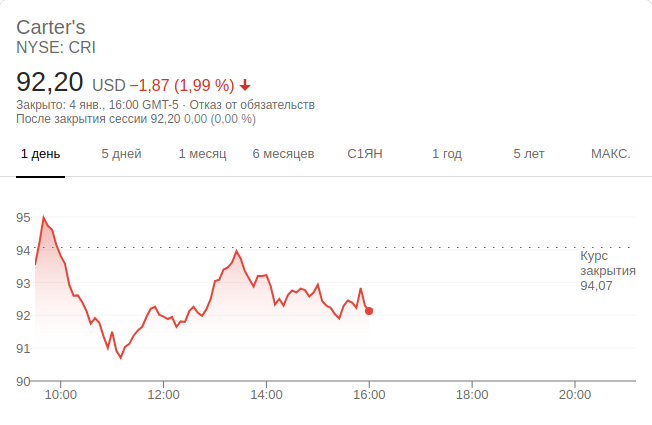 Carter's
NYSE: CRI
92,20 USD −1,87 (1,99 %)
Закрыто: 4 янв., 16:00 GMT-5 · Отказ от обязательств
После закрытия сессии 92,20 0,00 (0,00 %)
1 день 5 дней 1 месяц 6 месяцев С1ЯН 1 год 5 лет МАКС.
95
94
Курс
закрытия
93
94,07
92
91
90
10:00 12:00 14:00 16:00 18:00 20:00